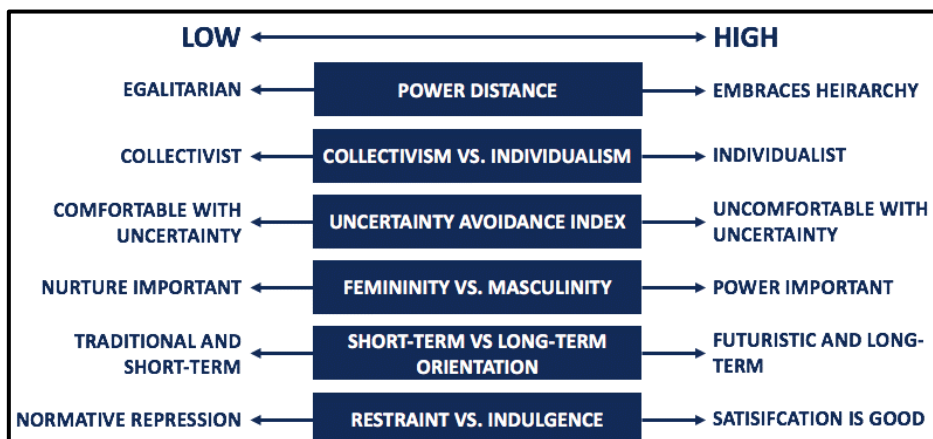 LOW HIGH
EGALITARIAN POWER DISTANCE EMBRACES HEIRARCHY
COLLECTIVIST COLLECTIVISM VS. INDIVIDUALISM INDIVIDUALIST
COMFORTABLE WITH
UNCERTAINTY
UNCERTAINTY AVOIDANCE INDEX
UNCOMFORTABLE WITH
UNCERTAINTY
NURTURE IMPORTANT FEMININITY VS. MASCULINITY POWER IMPORTANT
TRADITIONAL AND
SHORT-TERM
SHORT-TERM VS LONG-TERM
ORIENTATION
FUTURISTIC AND LONG-
TERM
NORMATIVE REPRESSION RESTRAINT VS. INDULGENCE SATISIFCATION IS GOOD